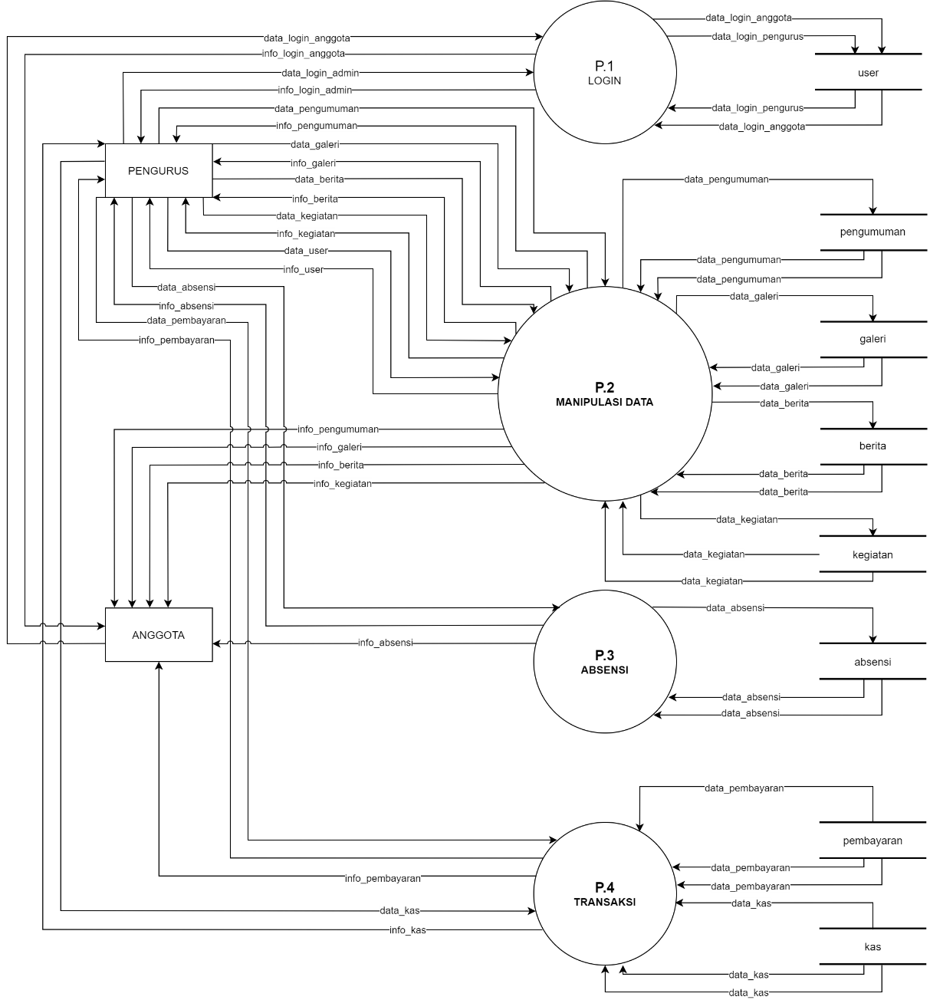 data_login_anggota
data_login_anggota
P.1
LOGIN
data_login_pengurus
info_login_anggota
data_login_admin
user
info_login_admin
data_pengumuman
data_login_pengurus
info_pengumuman
data_login_anggota
data_galeri
info_galeri
PENGURUS
data_berita
data_pengumuman
info_berita
data_kegiatan
info_kegiatan
pengumuman
data_user
data_pengumuman
info_user
data_pengumuman
data_absensi
data_galeri
info_absensi
data_pembayaran
info_pembayaran
galeri
data_galeri
data_galeri
P.2
MANIPULASI DATA
data_berita
info_pengumuman
info_galeri
berita
info_berita
data_berita
info_kegiatan
data_berita
data_kegiatan
data_kegiatan
kegiatan
data_kegiatan
data_absensi
ANGGOTA
info_absensi
P.3
ABSENSI
absensi
data_absensi
data_absensi
data_pembayaran
pembayaran
data_pembayaran
info_pembayaran
data_pembayaran
P.4
TRANSAKSI
data_kas
data_kas
info_kas
kas
data_kas
data_kas